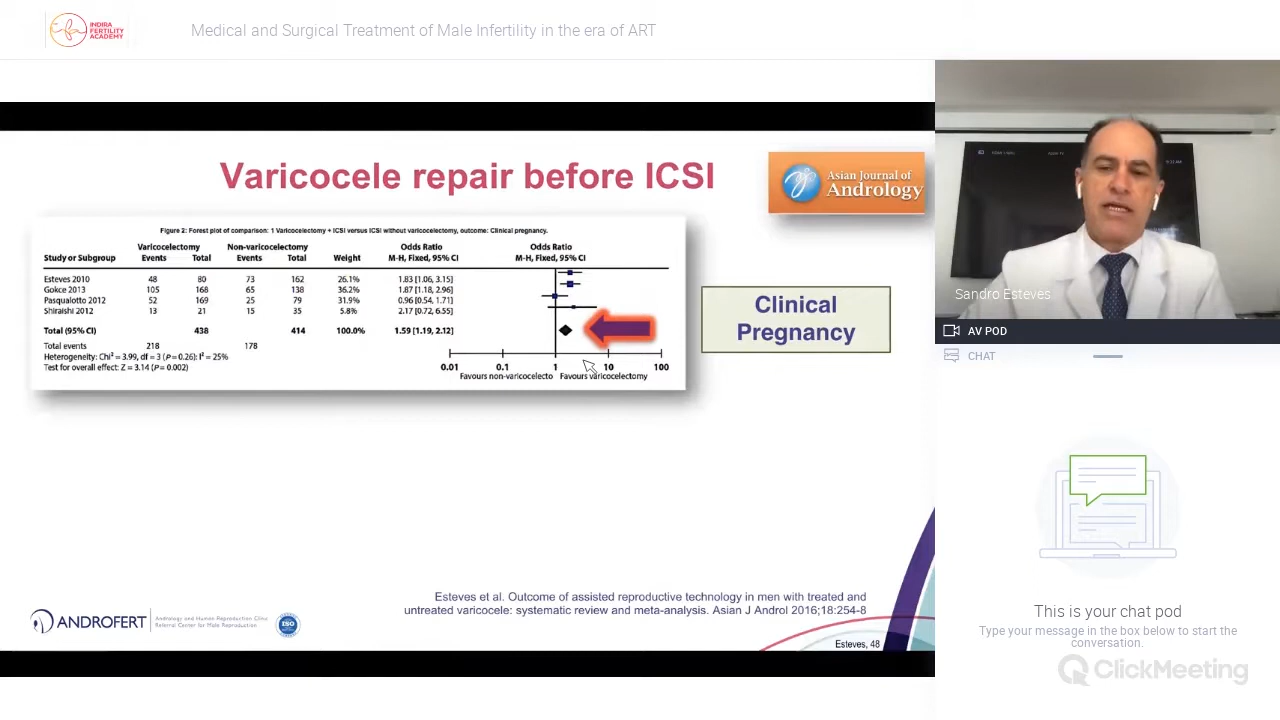 INDIRA
FERTILITY
ACADEMY
Medical and Surgical Treatment of Male Infertility in the era of ART
Varicocele repair before ICSI
Asian Journal of
Andrology
Figure 2: Forest plot of comparison: 1 Varicocelectomy + ICSI versus ICSI without varicocelectomy, outcome: Clinical pregnancy.
Varicocelectomy Non-varicocelectomy Odds Ratio Odds Ratio
Study or Subgroup Events Total Events Total Weight M-H, Fixed, 95% CI M-H, Fixed, 95% CI
Esteves 2010 48 80 73 162 26.1% 1.83 [1.06, 3.15]
Gokce 2013 105 168 65 138 36.2% 1.87 [1.18, 2.96]
Pasqualotto 2012 52 169 25 79 31.9% 0.96 [0.54, 1.71]
Shiraishi 2012 13 21 15 35 5.8% 2.17 [0.72, 6.55]
Total (95% CI) 438 414 100.0% 1.59 [1.19, 2.12]
Total events 218 178
Heterogeneity: Chi² = 3.99, df = 3 (P = 0.26): I² = 25%
Test for overall effect: Z = 3.14 (P = 0.002)
0.01 0.1 1 10 100
Favours non-varicocelecto Favours varicocelectomy
Clinical
Pregnancy
Esteves et al. Outcome of assisted reproductive technology in men with treated and
untreated varicocele: systematic review and meta-analysis. Asian J Androl 2016;18:254-8
ANDROFERT
Andrology and Human Reproduction Clinic
Referral Center for Male Reproduction
ISO
Esteves, 48
Sandro Esteves
AV POD
CHAT
This is your chat pod
Type your message in the box below to start the
conversation.
ClickMeeting